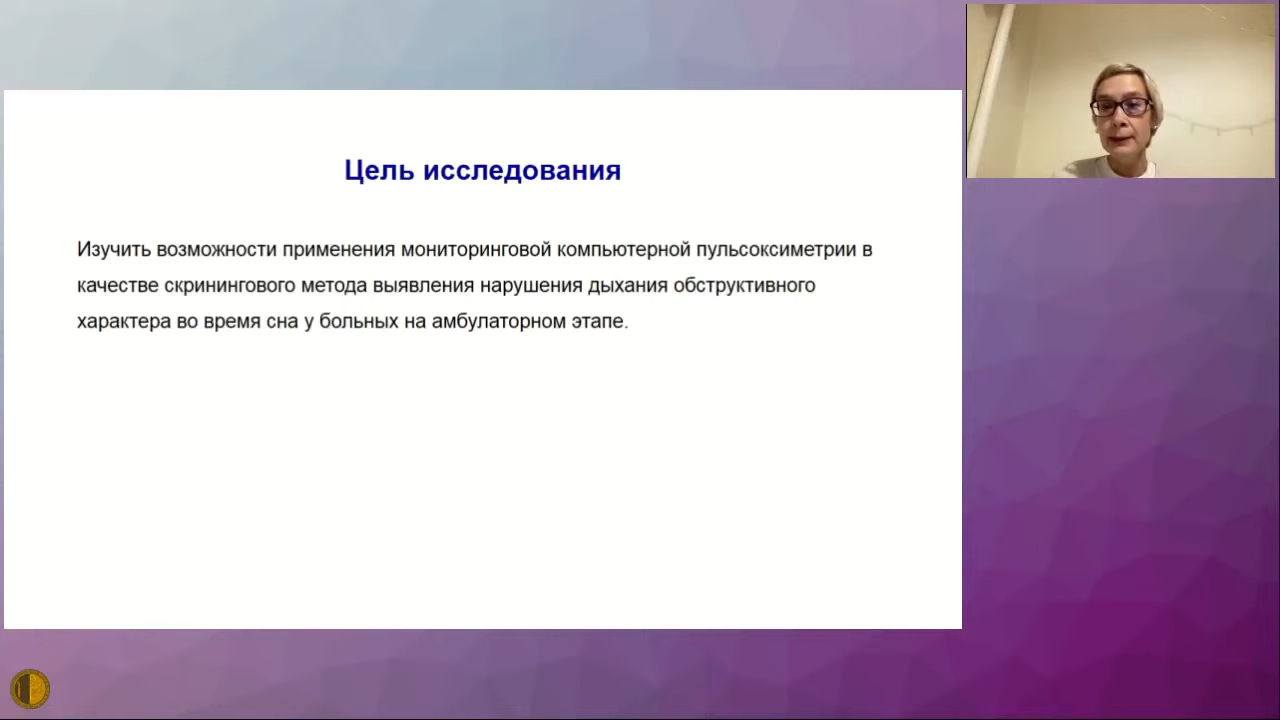 Цель исследования
Изучить возможности применения мониторинговой компьютерной пульсоксиметрии в
качестве скринингового метода выявления нарушения дыхания обструктивного
характера во время сна у больных на амбулаторном этапе.